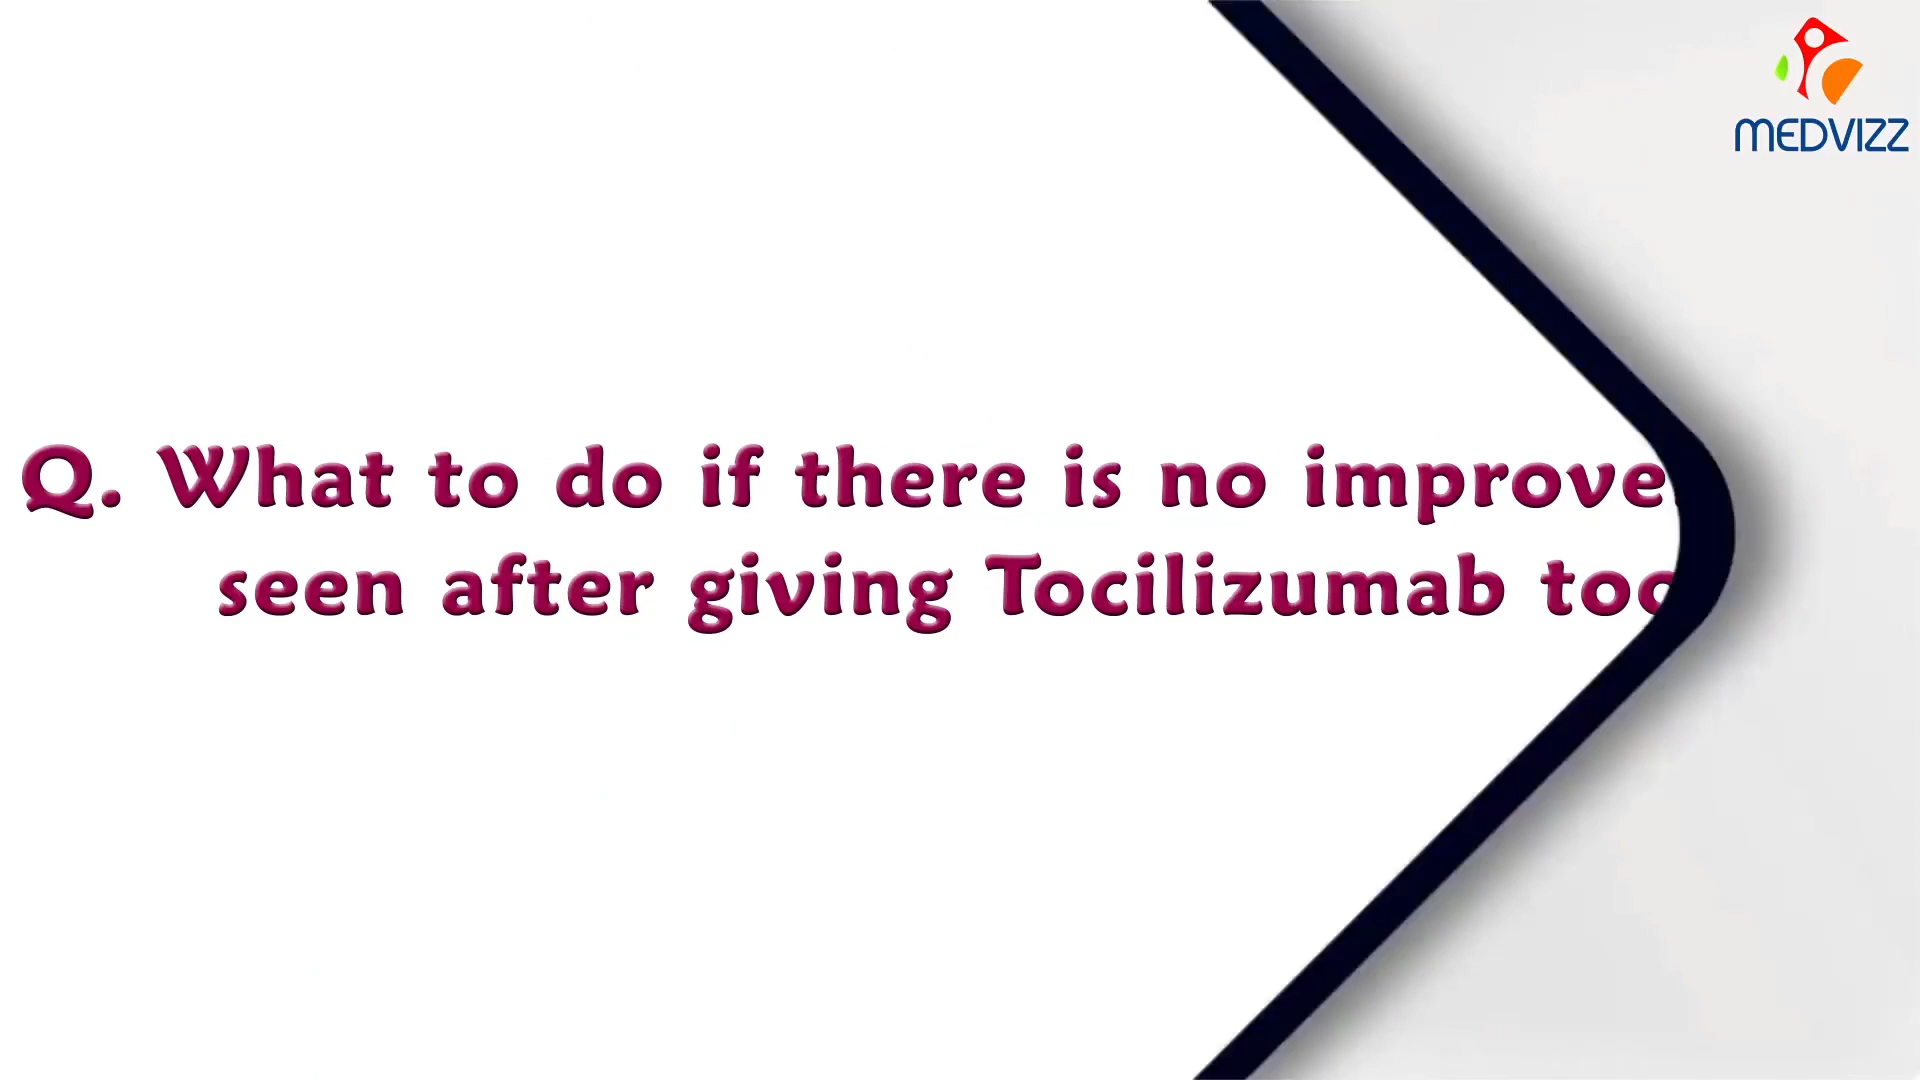 MEDVIZZ
Q. What to do if there is no improve
seen after giving Tocilizumab too